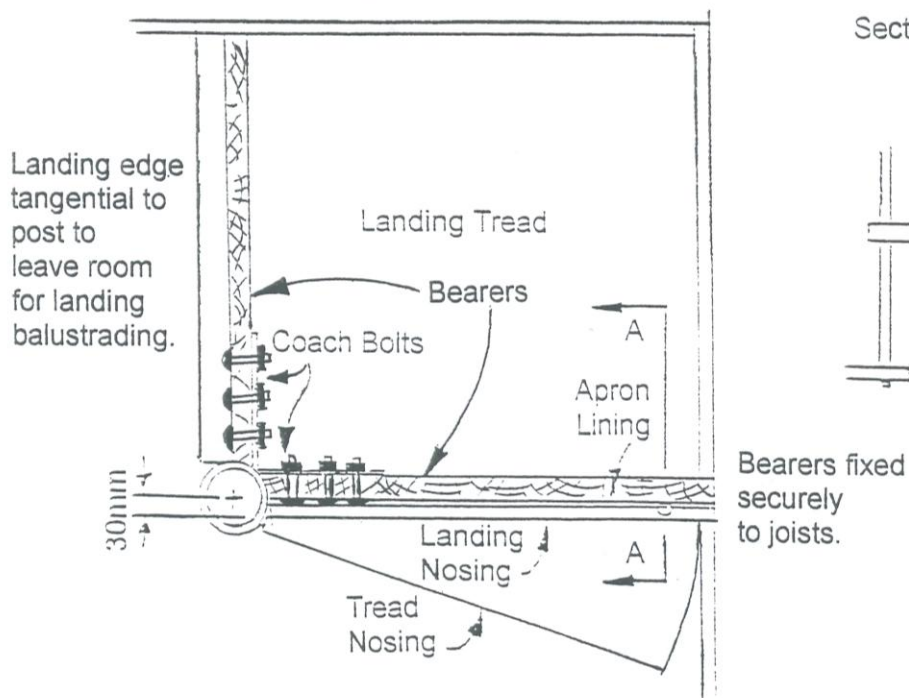 Sect
Landing edge
tangential to
post to
leave room
for landing
balustrading.
Landing Tread
Bearers
A
Coach Bolts
Apron
Lining
Bearers fixed
securely
to joists.
30mm
Landing
Nosing
A
Tread
Nosing